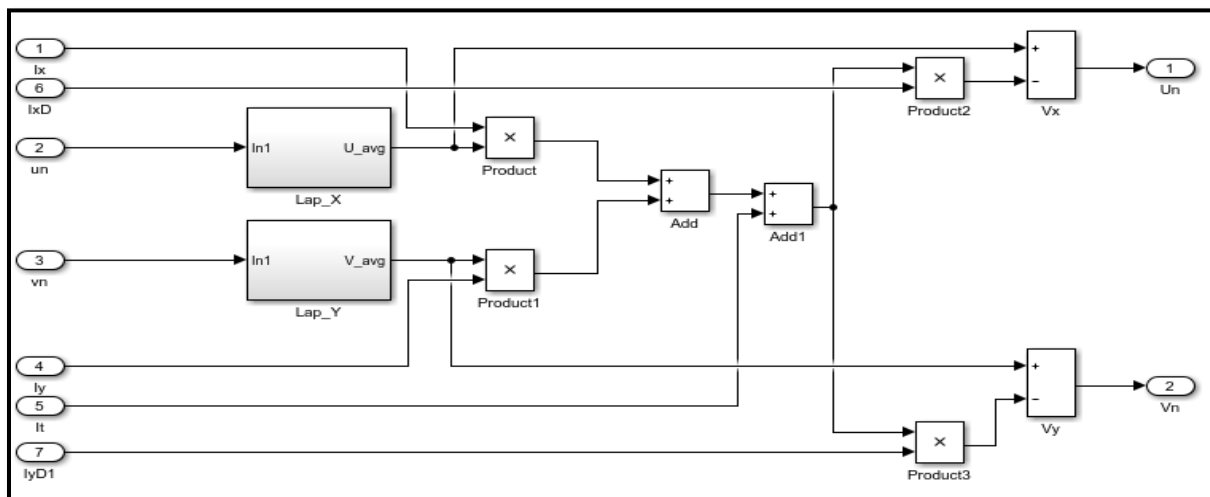 1
Ix
6
IxD
2
un
In1 U_avg
Lap_X
3
vn
In1 V_avg
Lap_Y
4
Iy
5
It
7
IyD1
×
Product
×
Product1
+
+
Add
+
+
Add1
×
Product2
+
−
Vx
1
Un
×
Product3
+
−
Vy
2
Vn